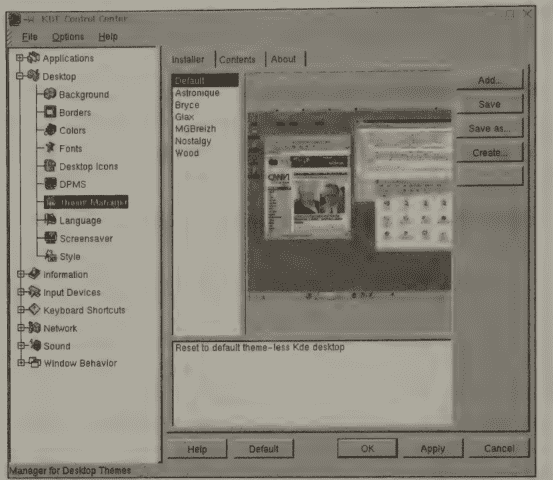 KDE Control Center
File Options Help
Applications
Desktop
Background
Borders
Colors
Fonts
Desktop Icons
DPMS
Theme Manager
Language
Screensaver
Style
Information
Input Devices
Keyboard Shortcuts
Network
Sound
Window Behavior
Installer Contents About
Default
Astronique
Bryce
Glax
MGBreizh
Nostalgy
Wood
Add...
Save
Save as...
Create...
Reset to default theme-less Kde desktop
Help Default OK Apply Cancel
Manager for Desktop Themes